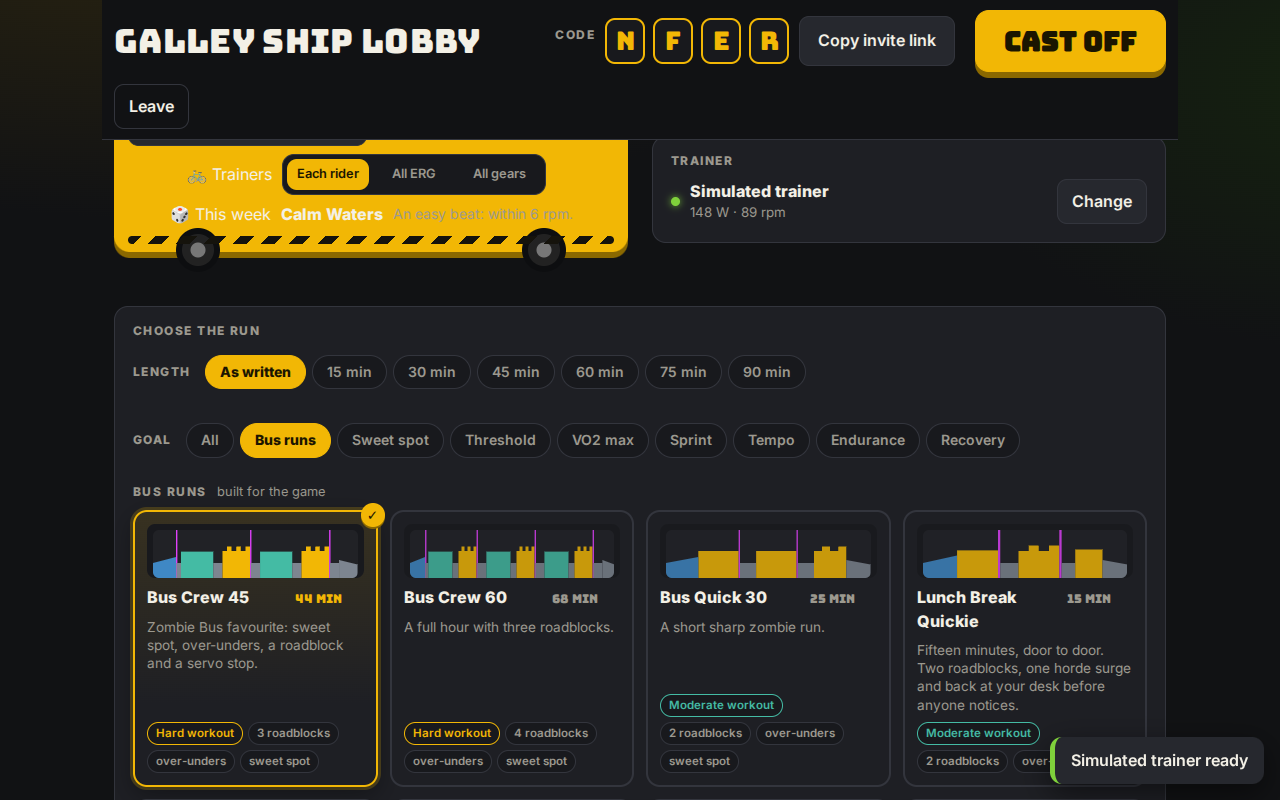 GALLEY SHIP LOBBY
CODE N F E R
Copy invite link
CAST OFF
Leave
Trainers Each rider All ERG All gears
This week Calm Waters An easy beat: within 6 rpm.
TRAINER
Simulated trainer
148 W · 89 rpm
Change
CHOOSE THE RUN
LENGTH As written 15 min 30 min 45 min 60 min 75 min 90 min
GOAL All Bus runs Sweet spot Threshold VO2 max Sprint Tempo Endurance Recovery
BUS RUNS built for the game
✓
Bus Crew 45 44 MIN
Zombie Bus favourite: sweet
spot, over-unders, a roadblock
and a servo stop.
Hard workout 3 roadblocks
over-unders sweet spot
Bus Crew 60 68 MIN
A full hour with three roadblocks.
Hard workout 4 roadblocks
over-unders sweet spot
Bus Quick 30 25 MIN
A short sharp zombie run.
Moderate workout
2 roadblocks over-unders
sweet spot
Lunch Break 15 MIN
Quickie
Fifteen minutes, door to door.
Two roadblocks, one horde surge
and back at your desk before
anyone notices.
Moderate workout
2 roadblocks
Simulated trainer ready